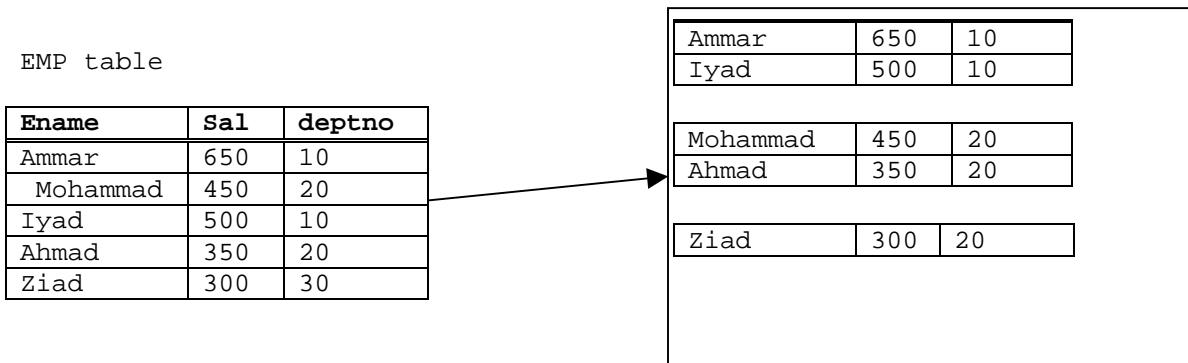 EMP table
Ename Sal deptno
Ammar 650 10
Mohammad 450 20
Iyad 500 10
Ahmad 350 20
Ziad 300 30
Ammar 650 10
Iyad 500 10
Mohammad 450 20
Ahmad 350 20
Ziad 300 20